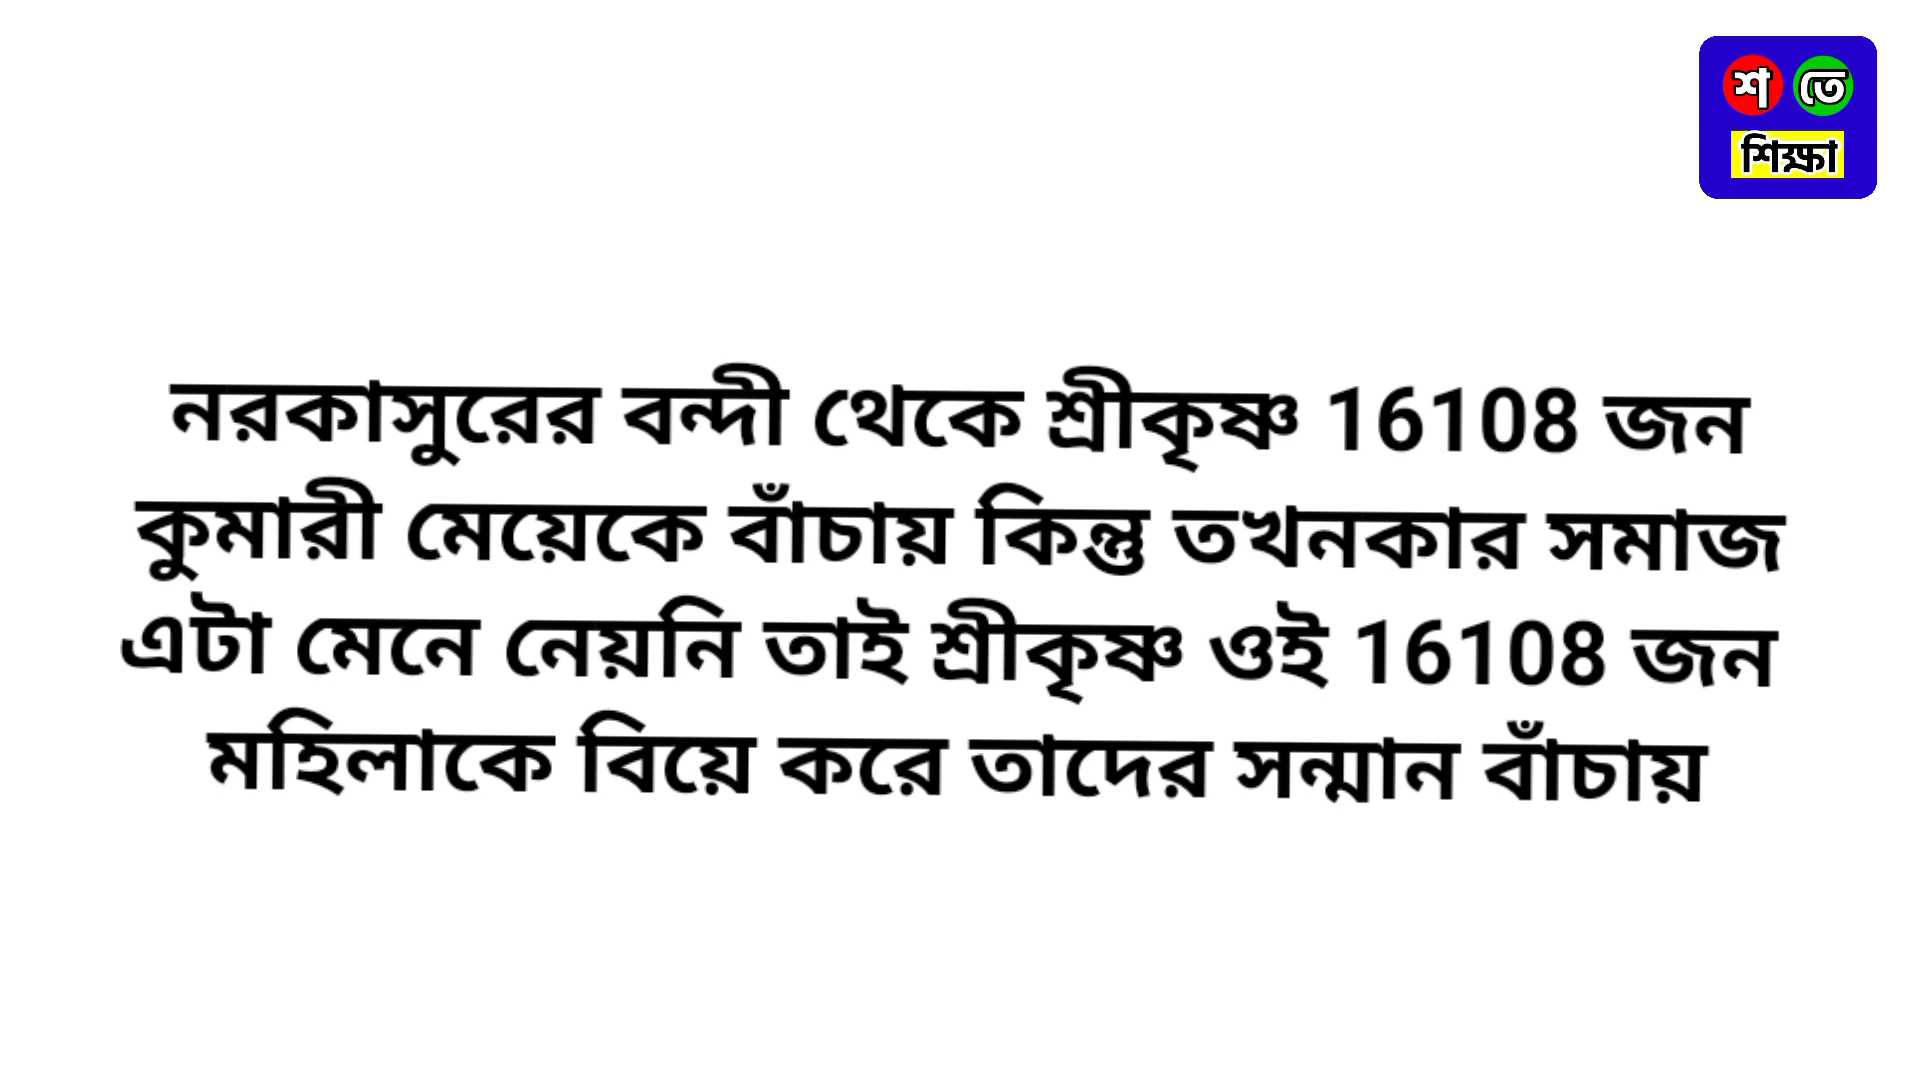 শ তে
শিক্ষা
নরকাসুরের বন্দী থেকে শ্রীকৃষ্ণ 16108 জন
কুমারী মেয়েকে বাঁচায় কিন্তু তখনকার সমাজ
এটা মেনে নেয়নি তাই শ্রীকৃষ্ণ ওই 16108 জন
মহিলাকে বিয়ে করে তাদের সন্মান বাঁচায়